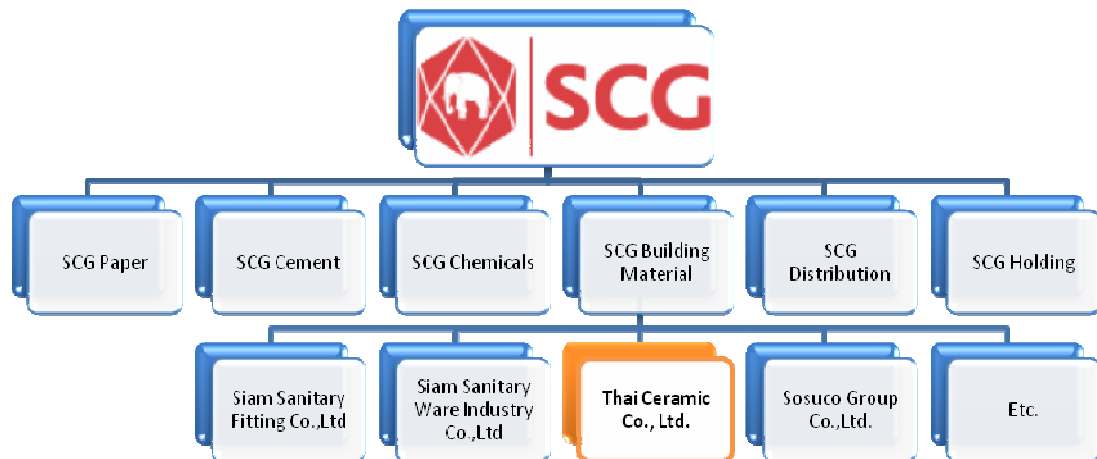 SCG
SCG Paper
SCG Cement
SCG Chemicals
SCG Building
Material
SCG
Distribution
SCG Holding
Siam Sanitary
Fitting Co.,Ltd
Siam Sanitary
Ware Industry
Co.,Ltd
Thai Ceramic
Co., Ltd.
Sosuco Group
Co.,Ltd.
Etc.